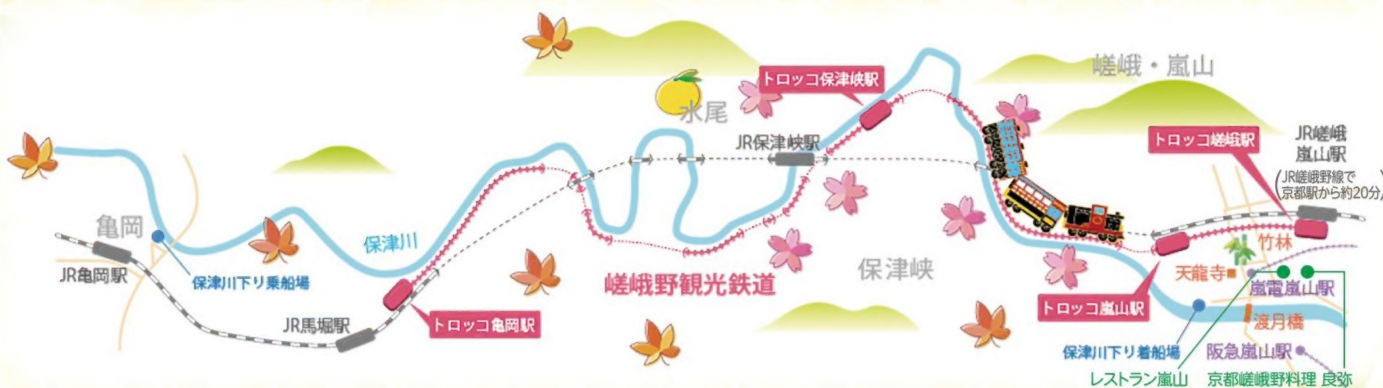 嵯峨・嵐山
トロッコ保津峡駅
水尾
JR保津峡駅
トロッコ嵯峨駅
JR嵯峨
嵐山駅
(JR嵯峨野線で
京都駅から約20分)
亀岡
保津川
JR亀岡駅
保津川下り乗船場
嵯峨野観光鉄道
保津峡
竹林
天龍寺
嵐電嵐山駅
JR馬堀駅
トロッコ亀岡駅
トロッコ嵐山駅
渡月橋
保津川下り着船場
阪急嵐山駅
レストラン嵐山
京都嵯峨野料理 良弥